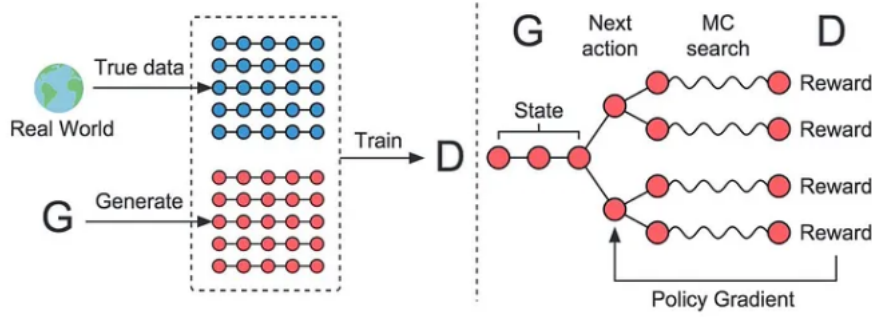 True data
Real World
G
Generate
Train
D
G
Next
action
MC
search
D
State
Reward
Reward
Reward
Reward
Policy Gradient